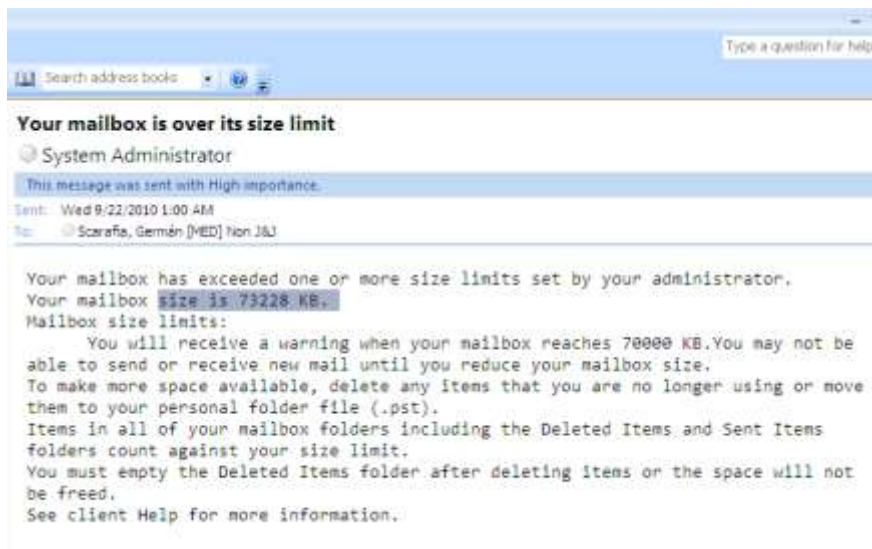 Type a question for help
Search address books
Your mailbox is over its size limit
System Administrator
This message was sent with High importance.
Sent: Wed 9/22/2010 1:00 AM
To: Scarafia, Germán [MED] Non J&J
Your mailbox has exceeded one or more size limits set by your administrator.
Your mailbox size is 73228 KB.
Mailbox size limits:
You will receive a warning when your mailbox reaches 70000 KB.You may not be
able to send or receive new mail until you reduce your mailbox size.
To make more space available, delete any items that you are no longer using or move
them to your personal folder file (.pst).
Items in all of your mailbox folders including the Deleted Items and Sent Items
folders count against your size limit.
You must empty the Deleted Items folder after deleting items or the space will not
be freed.
See client Help for more information.